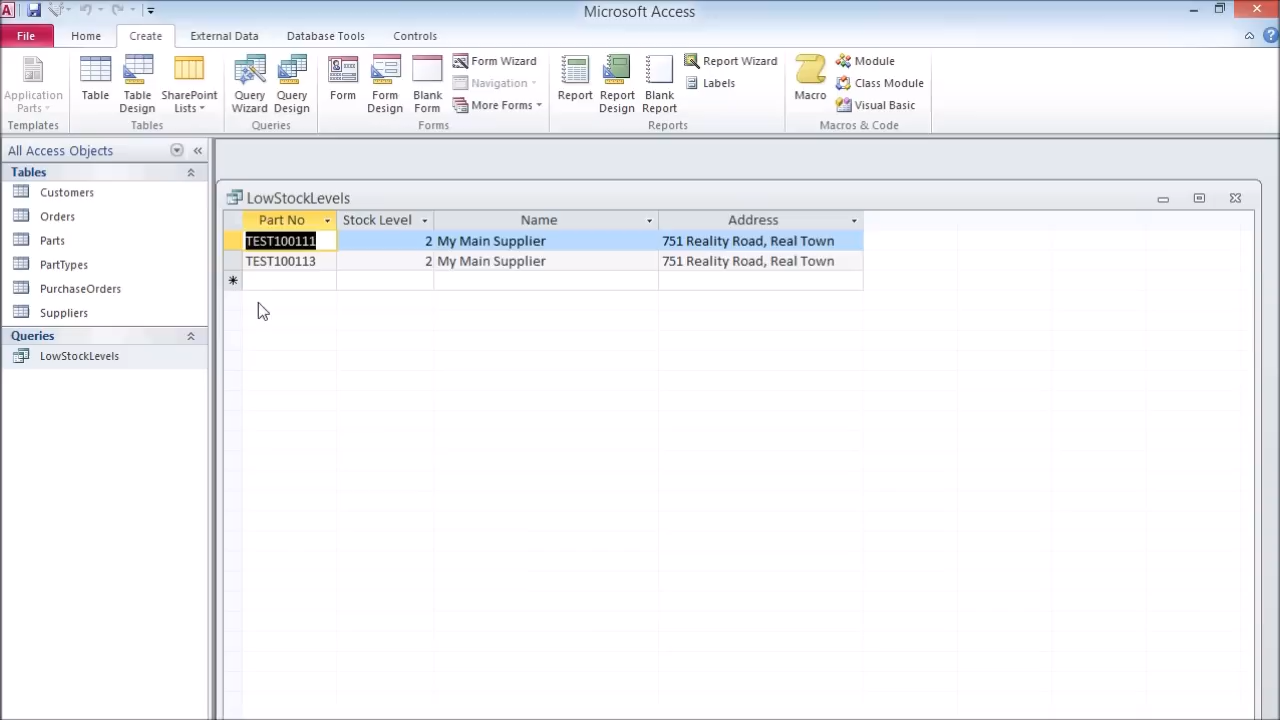 Microsoft Access
File Home Create External Data Database Tools Controls
Application Parts
Templates
Table
Table Design
SharePoint Lists
Tables
Query Wizard
Query Design
Queries
Form
Form Design
Blank Form
Form Wizard
Navigation
More Forms
Forms
Report
Report Design
Blank Report
Report Wizard
Labels
Reports
Macro
Module
Class Module
Visual Basic
Macros & Code
All Access Objects
Tables
Customers
Orders
Parts
PartTypes
PurchaseOrders
Suppliers
Queries
LowStockLevels
LowStockLevels
Part No Stock Level Name Address
TEST100111 2 My Main Supplier 751 Reality Road, Real Town
TEST100113 2 My Main Supplier 751 Reality Road, Real Town